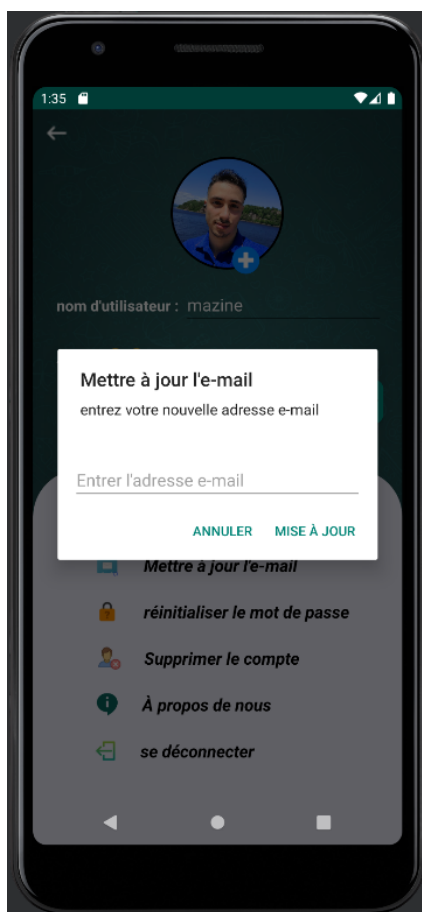 1:35
nom d'utilisateur : mazine
Mettre à jour l'e-mail
entrez votre nouvelle adresse e-mail
Entrer l'adresse e-mail
ANNULER MISE À JOUR
Mettre à jour l'e-mail
réinitialiser le mot de passe
Supprimer le compte
À propos de nous
se déconnecter